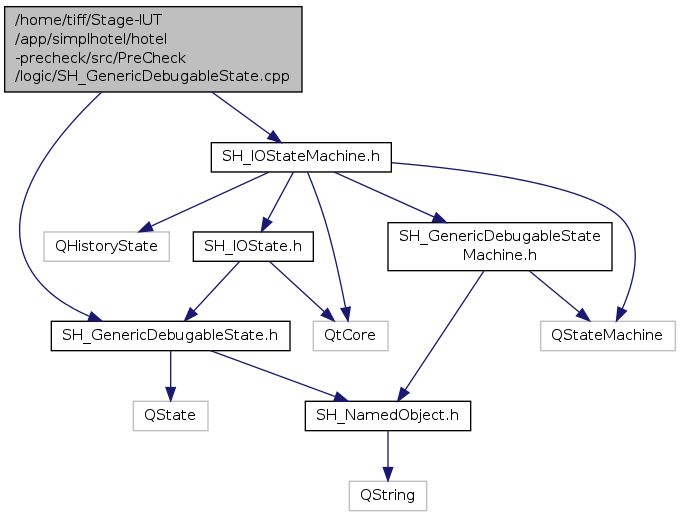 /home/tiff/Stage-IUT
/app/simplhotel/hotel
-precheck/src/PreCheck
/logic/SH_GenericDebugableState.cpp
SH_IOStateMachine.h
QHistoryState
SH_IOState.h
SH_GenericDebugableState
Machine.h
SH_GenericDebugableState.h
QtCore
QStateMachine
QState
SH_NamedObject.h
QString